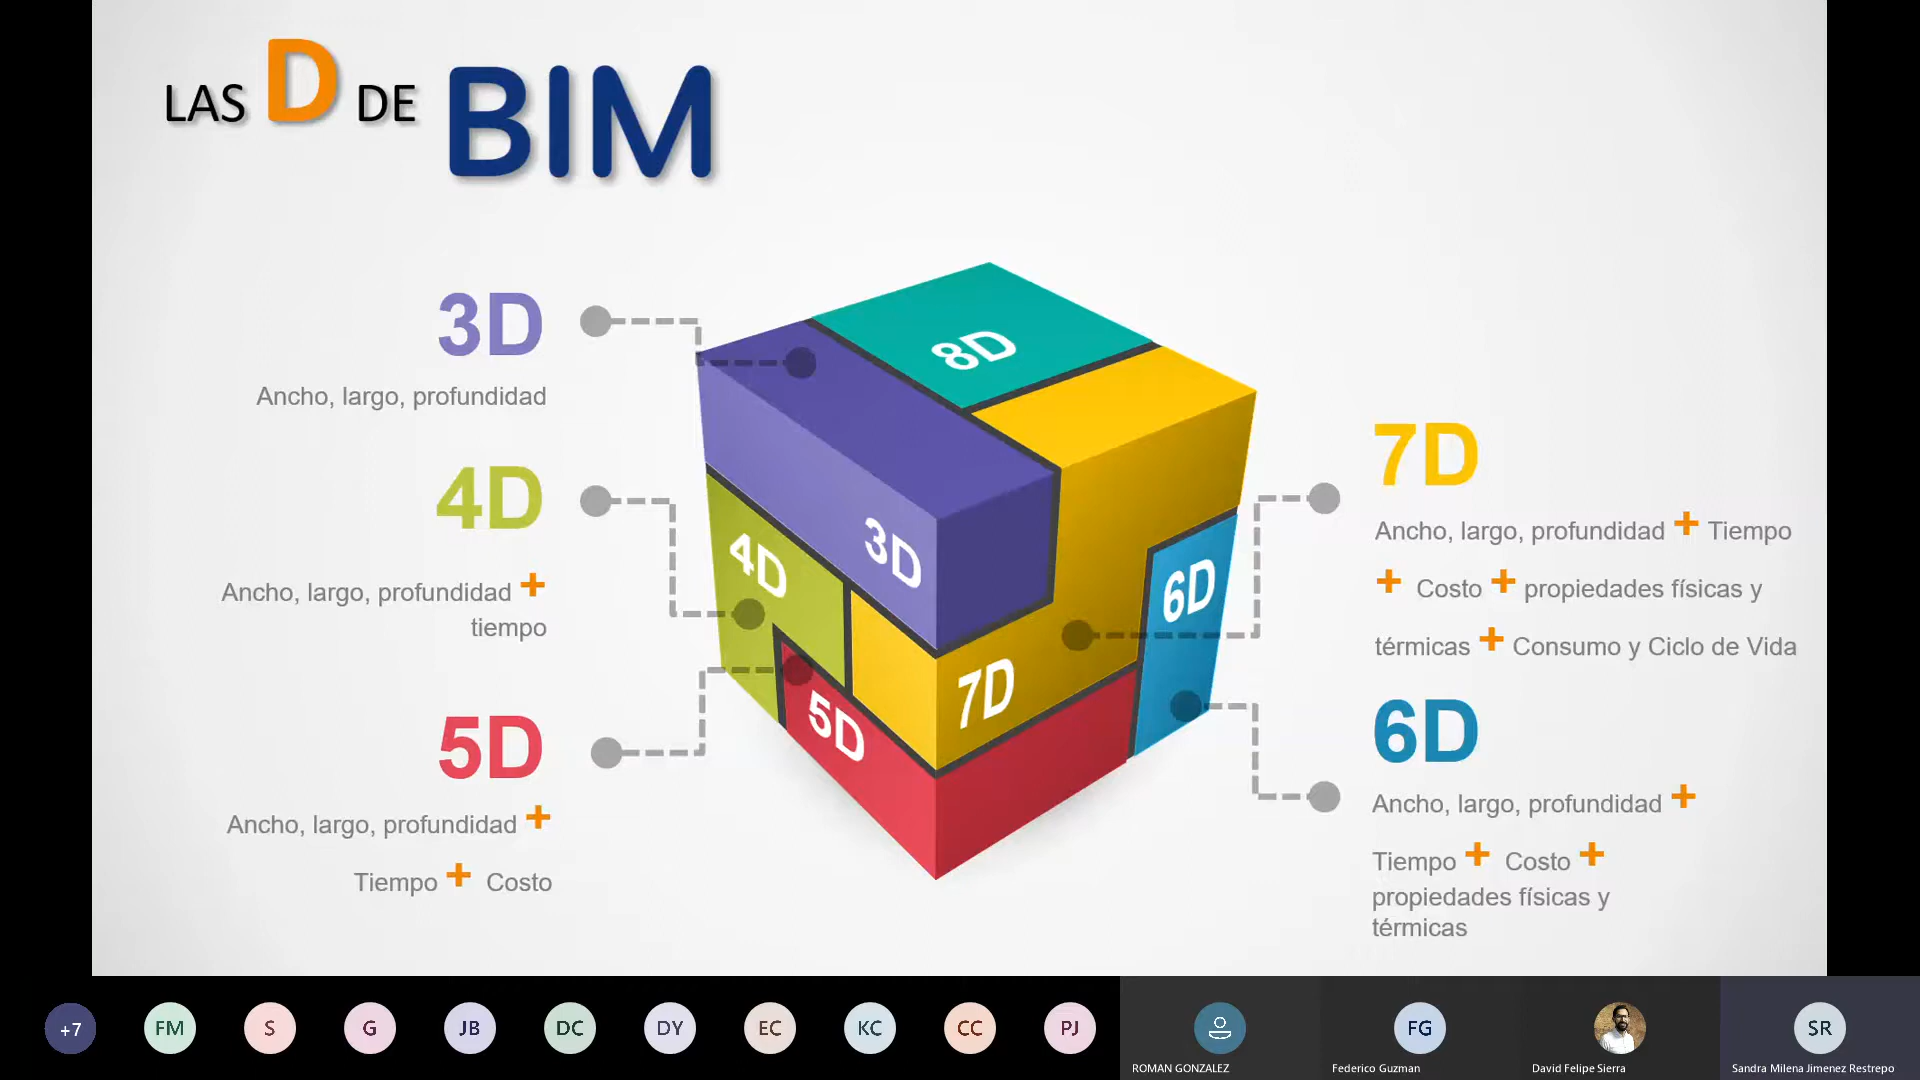 LAS D DE BIM
3D
Ancho, largo, profundidad
4D
Ancho, largo, profundidad +
tiempo
5D
Ancho, largo, profundidad +
Tiempo + Costo
8D
3D
4D
6D
7D
5D
7D
Ancho, largo, profundidad + Tiempo
+ Costo + propiedades físicas y
térmicas + Consumo y Ciclo de Vida
6D
Ancho, largo, profundidad +
Tiempo + Costo +
propiedades físicas y
térmicas
+7 FM S G JB DC DY EC KC CC PJ FG SR
ROMAN GONZALEZ Federico Guzman David Felipe Sierra Sandra Milena Jimenez Restrepo